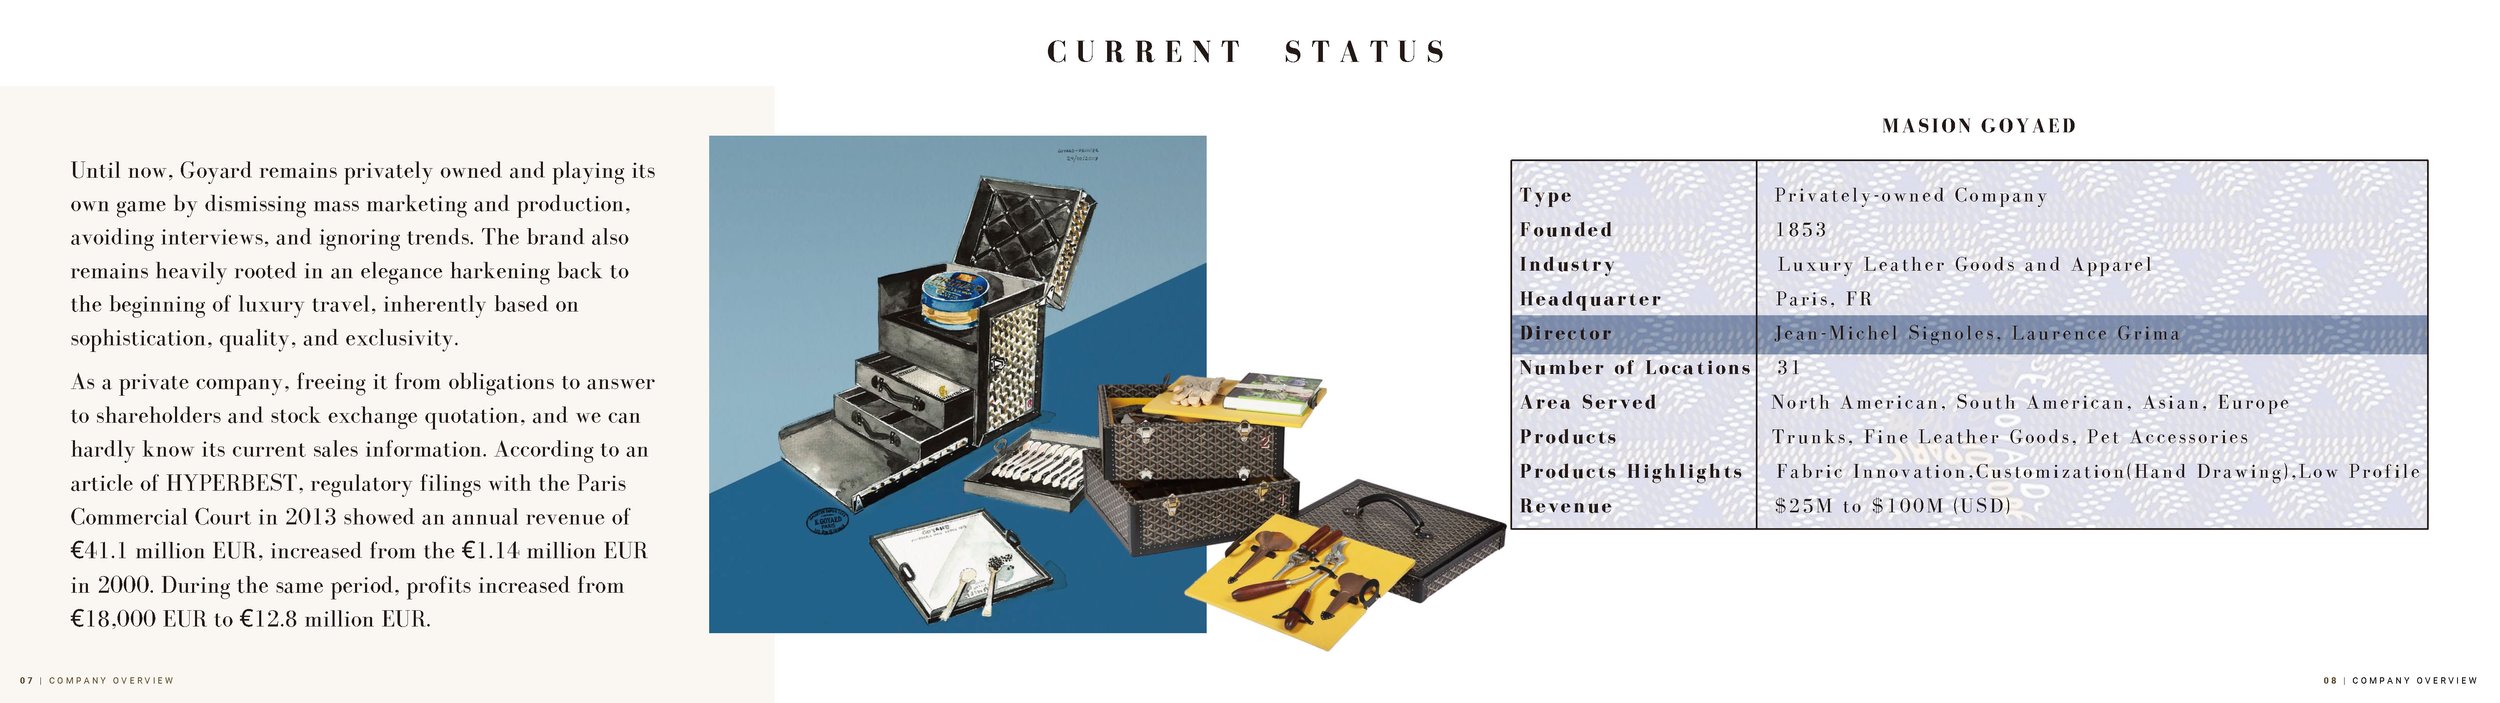 CURRENT STATUS
Until now, Goyard remains privately owned and playing its
own game by dismissing mass marketing and production,
avoiding interviews, and ignoring trends. The brand also
remains heavily rooted in an elegance harkening back to
the beginning of luxury travel, inherently based on
sophistication, quality, and exclusivity.
As a private company, freeing it from obligations to answer
to shareholders and stock exchange quotation, and we can
hardly know its current sales information. According to an
article of HYPERBEST, regulatory filings with the Paris
Commercial Court in 2013 showed an annual revenue of
€41.1 million EUR, increased from the €1.14 million EUR
in 2000. During the same period, profits increased from
€18,000 EUR to €12.8 million EUR.
MASION GOYAED
Type Privately-owned Company
Founded 1853
Industry Luxury Leather Goods and Apparel
Headquarter Paris, FR
Director Jean-Michel Signoles, Laurence Grima
Number of Locations 31
Area Served North American, South American, Asian, Europe
Products Trunks, Fine Leather Goods, Pet Accessories
Products Highlights Fabric Innovation,Customization(Hand Drawing),Low Profile
Revenue $25M to $100M (USD)
07 | COMPANY OVERVIEW
08 | COMPANY OVERVIEW